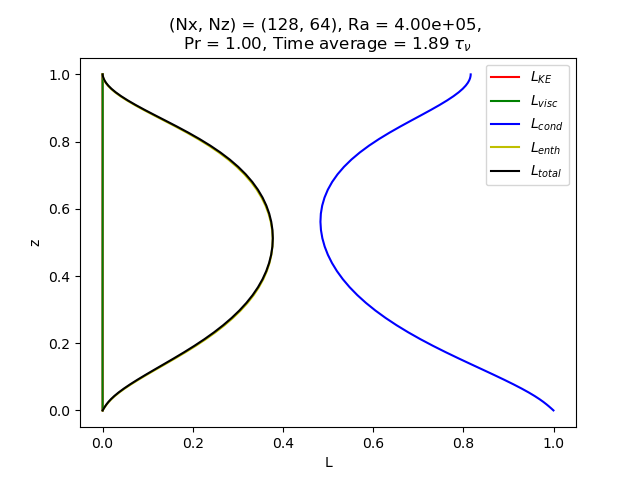 (Nx, Nz) = (128, 64), Ra = 4.00e+05,
Pr = 1.00, Time average = 1.89 τ_ν
L_KE
L_visc
L_cond
L_enth
L_total
1.0
0.8
0.6
0.4
0.2
0.0
z
0.0 0.2 0.4 0.6 0.8 1.0
L